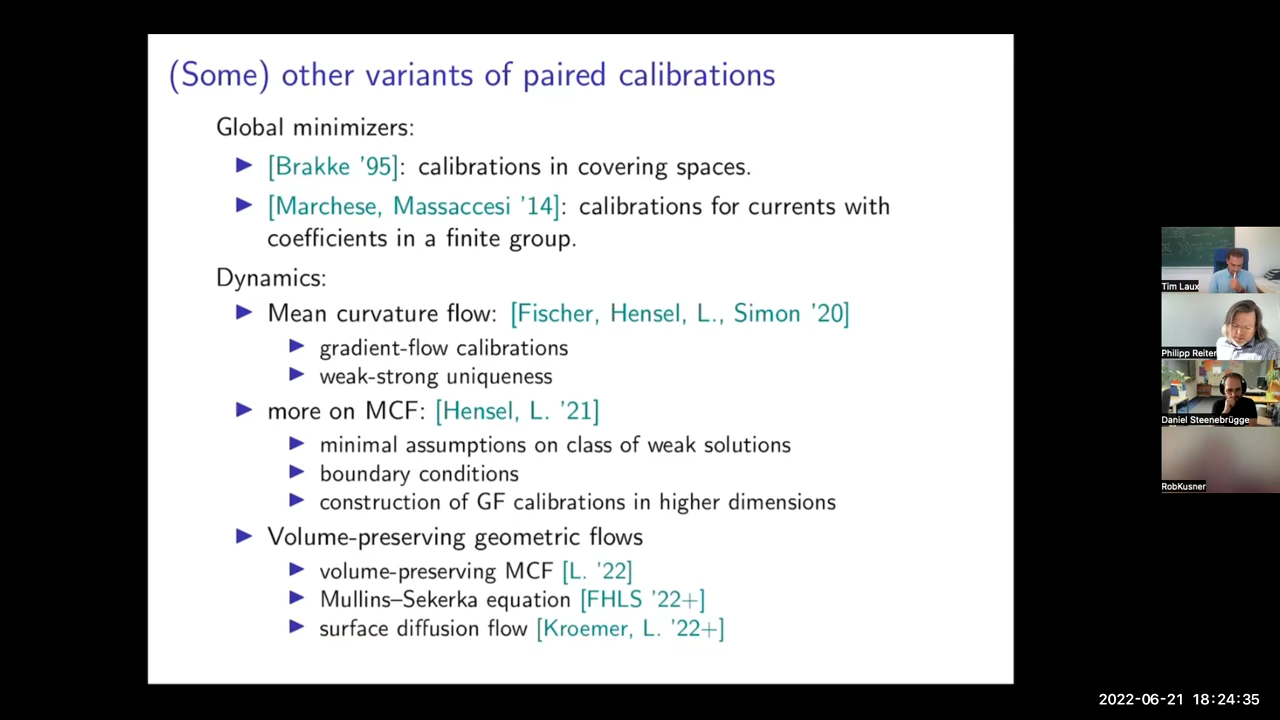 (Some) other variants of paired calibrations
Global minimizers:
[Brakke '95]: calibrations in covering spaces.
[Marchese, Massaccesi '14]: calibrations for currents with
coefficients in a finite group.
Dynamics:
Mean curvature flow: [Fischer, Hensel, L., Simon '20]
gradient-flow calibrations
weak-strong uniqueness
more on MCF: [Hensel, L. '21]
minimal assumptions on class of weak solutions
boundary conditions
construction of GF calibrations in higher dimensions
Volume-preserving geometric flows
volume-preserving MCF [L. '22]
Mullins–Sekerka equation [FHLS '22+]
surface diffusion flow [Kroemer, L. '22+]
Tim Laux
Philipp Reiter
Daniel Steenebrügge
RobKusner
2022-06-21 18:24:35